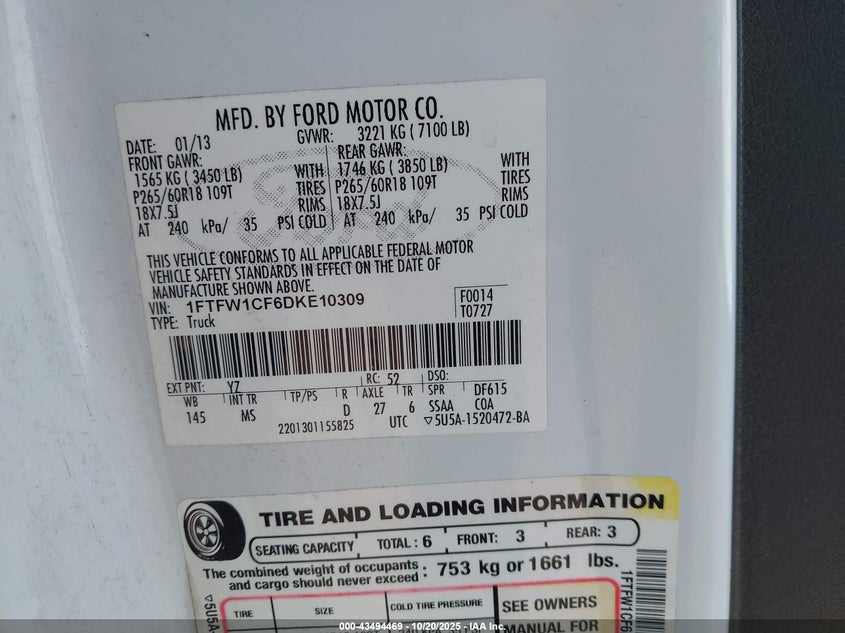 MFD. BY FORD MOTOR CO.
DATE: 01/13 GVWR: 3221 KG ( 7100 LB)
FRONT GAWR: REAR GAWR:
1565 KG ( 3450 LB) WITH 1746 KG ( 3850 LB) WITH
P265/60R18 109T TIRES P265/60R18 109T TIRES
18X7.5J RIMS 18X7.5J RIMS
AT 240 kPa/ 35 PSI COLD AT 240 kPa/ 35 PSI COLD
THIS VEHICLE CONFORMS TO ALL APPLICABLE FEDERAL MOTOR
VEHICLE SAFETY STANDARDS IN EFFECT ON THE DATE OF
MANUFACTURE SHOWN ABOVE.
VIN: 1FTFW1CF6DKE10309 F0014
TYPE: Truck T0727
EXT PNT: YZ RC: 52 DSO:
WB INT TR TP/PS R AXLE TR SPR DF615
145 MS D 27 6 SSAA COA
2201301155825 UTC ▽5U5A-1520472-BA
TIRE AND LOADING INFORMATION
SEATING CAPACITY TOTAL : 6 FRONT: 3 REAR: 3
The combined weight of occupants and cargo should never exceed : 753 kg or 1661 lbs.
TIRE SIZE COLD TIRE PRESSURE SEE OWNERS
MANUAL FOR
▽5U5A-
1FTFW1CF6
000-43494469 - 10/20/2025 - IAA Inc.